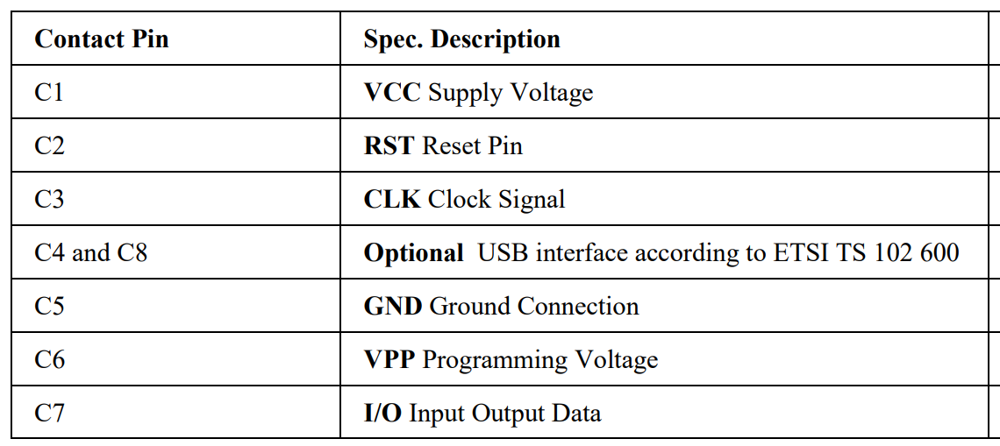 Contact Pin Spec. Description
C1 VCC Supply Voltage
C2 RST Reset Pin
C3 CLK Clock Signal
C4 and C8 Optional USB interface according to ETSI TS 102 600
C5 GND Ground Connection
C6 VPP Programming Voltage
C7 I/O Input Output Data